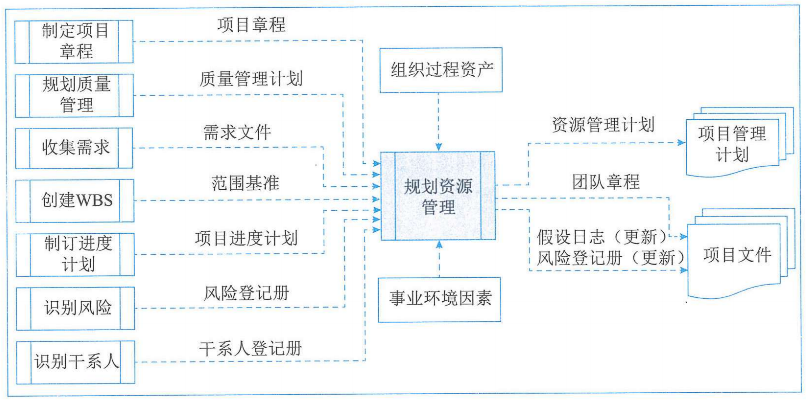 制定项目
章程
项目章程
规划质量
管理
质量管理计划
收集需求
需求文件
创建WBS
范围基准
制订进度
计划
项目进度计划
识别风险
风险登记册
识别干系人
干系人登记册
组织过程资产
规划资源
管理
事业环境因素
资源管理计划
团队章程
假设日志（更新）
风险登记册（更新）
项目管理
计划
项目文件